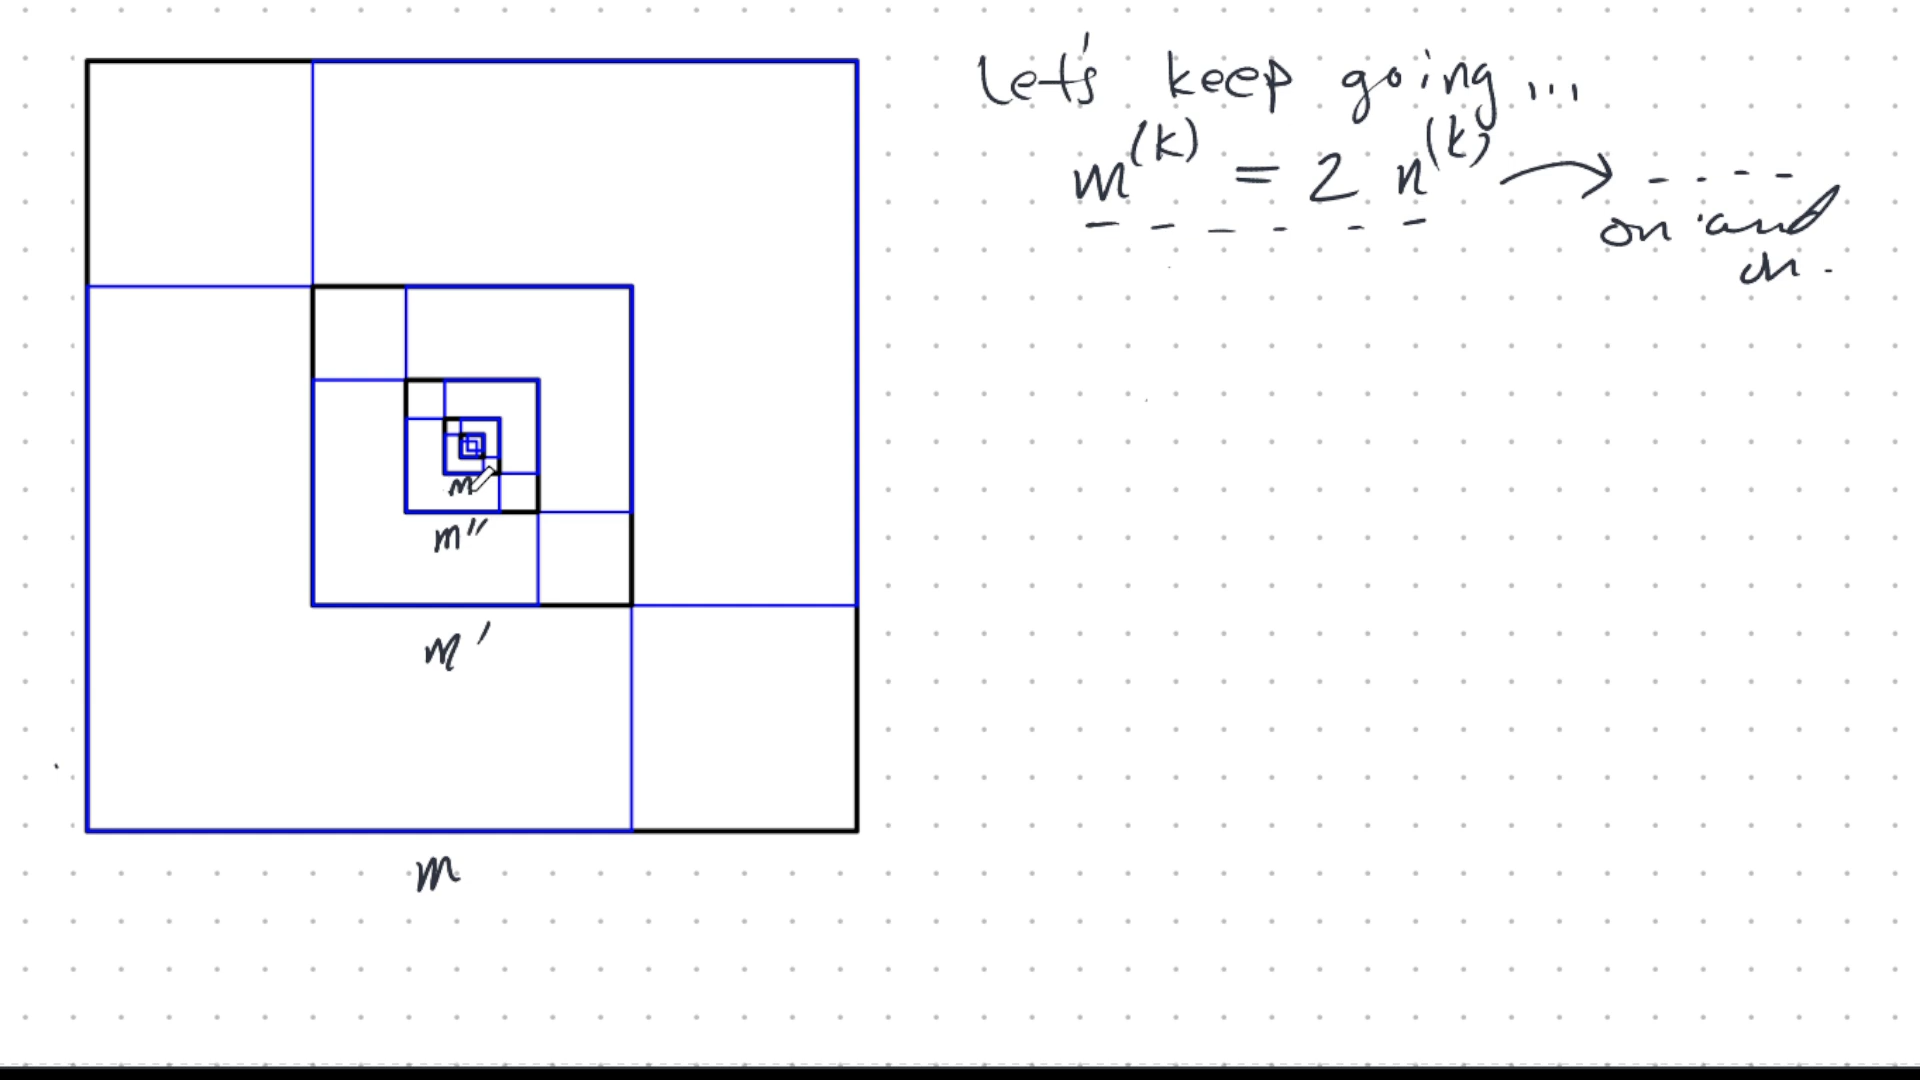 Let's keep going...
m^(k) = 2 n^(k) → - - - -
- - - - - - on and
on.
m
m''
m'
m